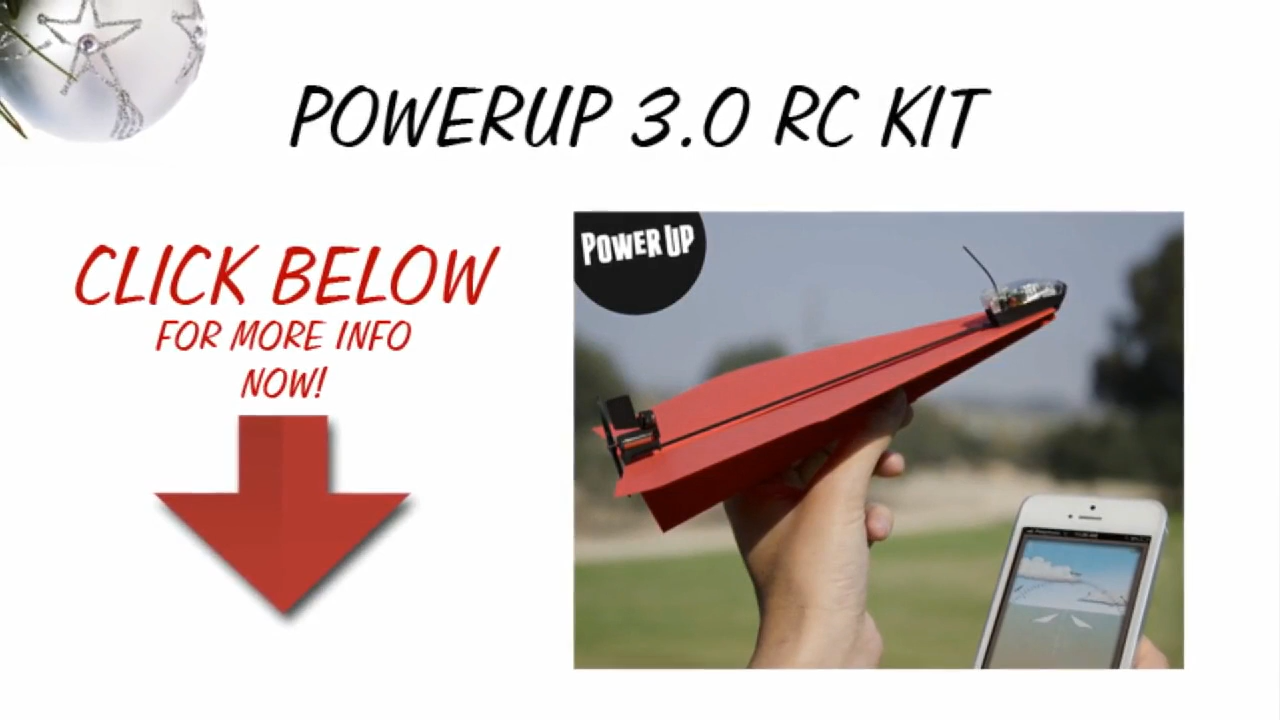 POWERUP 3.0 RC KIT
CLICK BELOW
FOR MORE INFO
NOW!
POWER UP